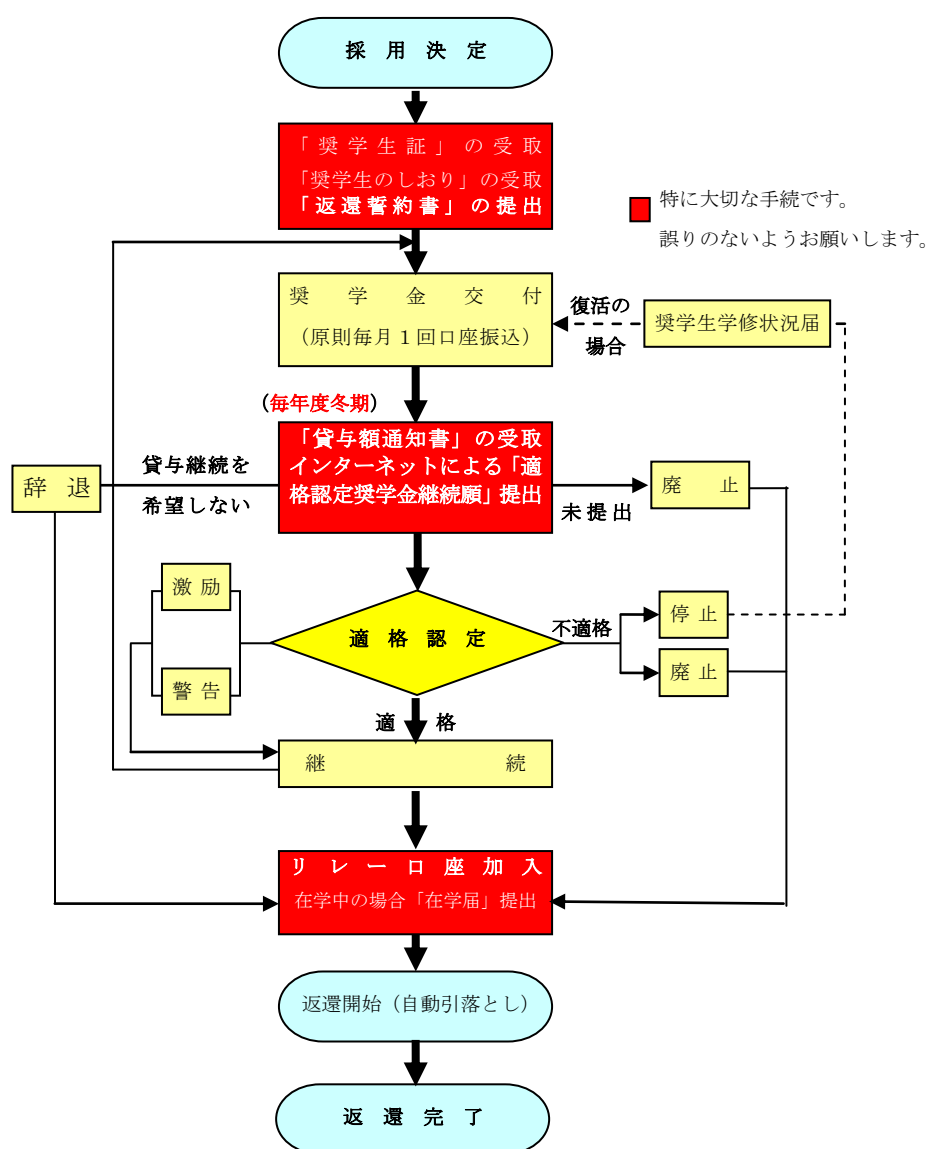 採用決定
「奨学生証」の受取
「奨学生のしおり」の受取
「返還誓約書」の提出
特に大切な手続です。
誤りのないようお願いします。
奨学金交付
（原則毎月１回口座振込）
復活の
場合
奨学生学修状況届
（毎年度冬期）
「貸与額通知書」の受取
インターネットによる「適
格認定奨学金継続願」提出
辞退
貸与継続を
希望しない
未提出
廃止
激励
警告
適格認定
不適格
停止
廃止
適格
継続
リレー口座加入
在学中の場合「在学届」提出
返還開始（自動引落とし）
返還完了